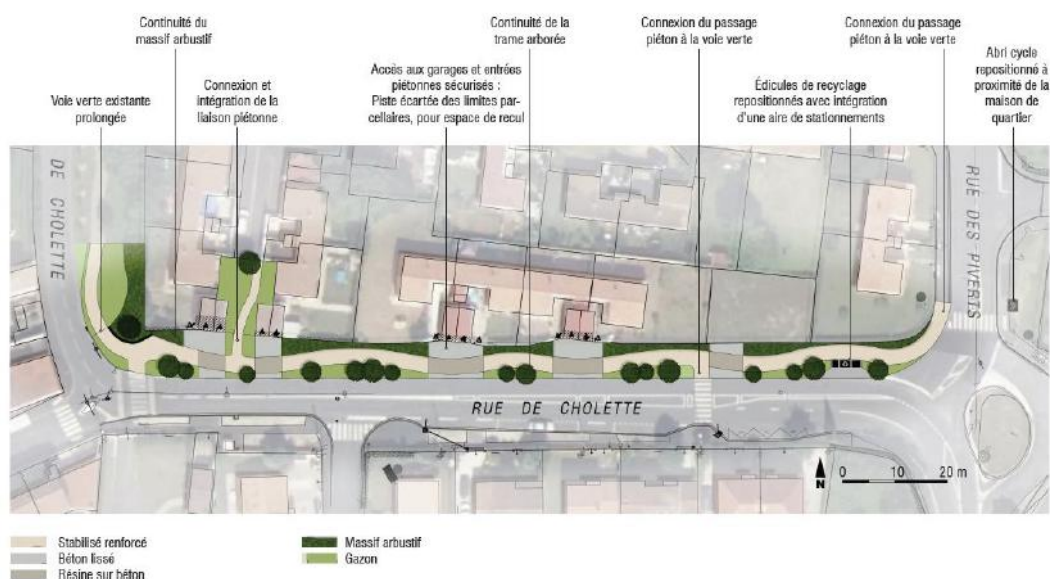 Continuité du
massif arbustif
Continuité de la
trame arborée
Connexion du passage
piéton à la voie verte
Connexion du passage
piéton à la voie verte
Voie verte existante
prolongée
Connexion et
intégration de la
liaison piétonne
Accès aux garages et entrées
piétonnes sécurisés :
Piste écartée des limites par-
cellaires, pour espace de recul
Édicules de recyclage
repositionnés avec intégration
d'une aire de stationnements
Abri cycle
repositionné à
proximité de la
maison de
quartier
DE CHOLETTE
RUE DES PIVERTS
RUE DE CHOLETTE
N
0 10 20 m
Stabilisé renforcé
Béton lissé
Résine sur béton
Massif arbustif
Gazon